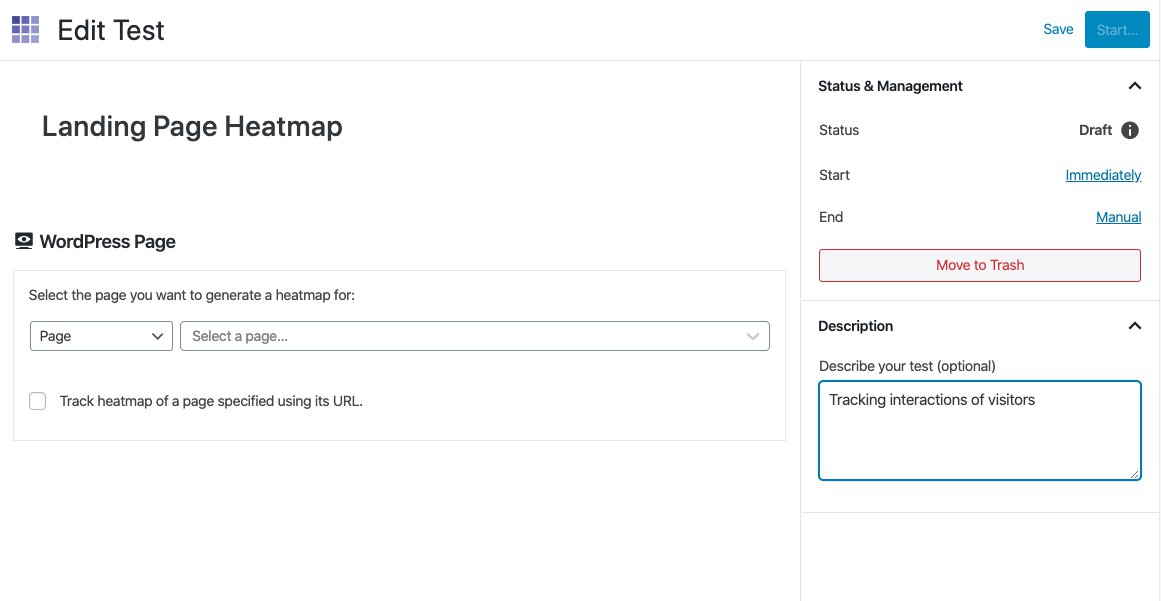 Edit Test
Save
Start...
Landing Page Heatmap
WordPress Page
Select the page you want to generate a heatmap for:
Page
Select a page...
Track heatmap of a page specified using its URL.
Status & Management
Status Draft
Start Immediately
End Manual
Move to Trash
Description
Describe your test (optional)
Tracking interactions of visitors